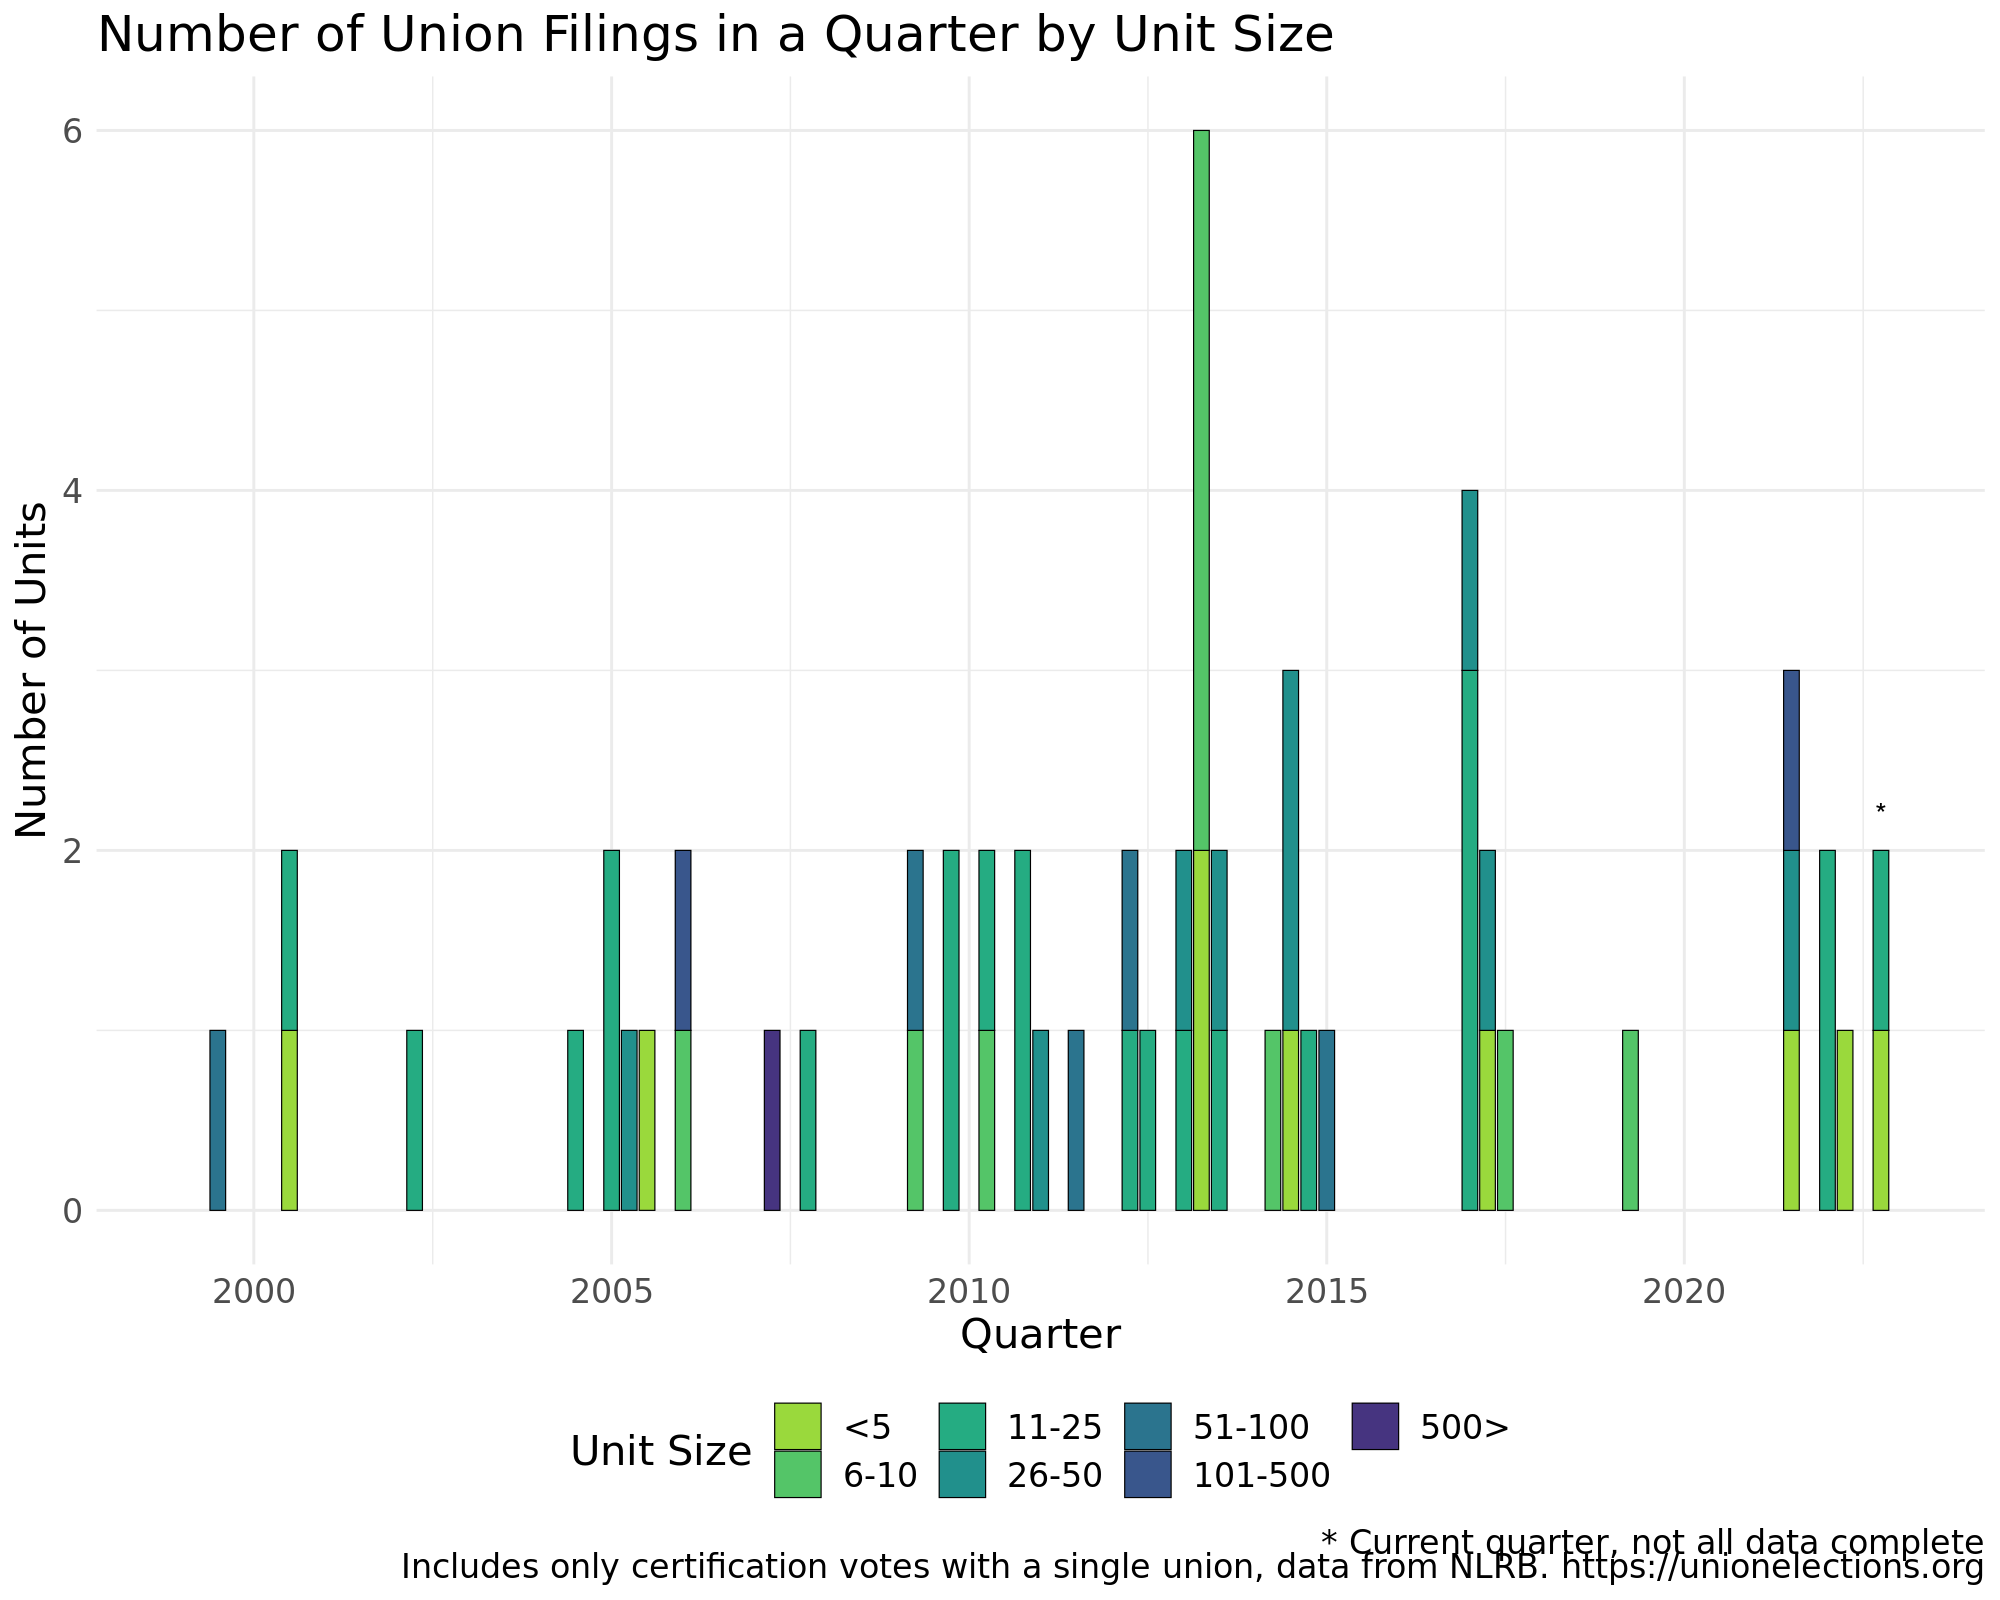 Number of Union Filings in a Quarter by Unit Size
6
4
2
0
Number of Units
*
2000 2005 2010 2015 2020
Quarter
Unit Size
<5 11-25 51-100 500>
6-10 26-50 101-500
* Current quarter, not all data complete
Includes only certification votes with a single union, data from NLRB. https://unionelections.org